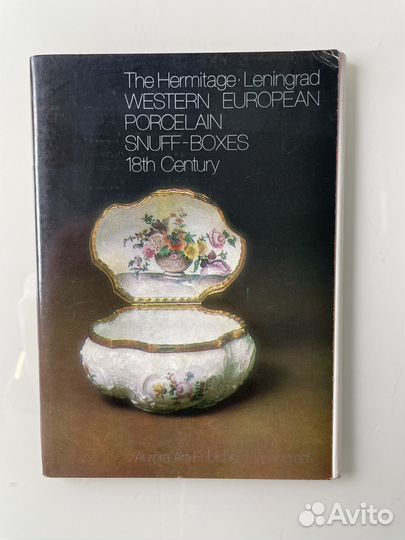 The Hermitage · Leningrad
WESTERN EUROPEAN
PORCELAIN
SNUFF-BOXES
18th Century
Aurora Art Publishers Leningrad
Avito